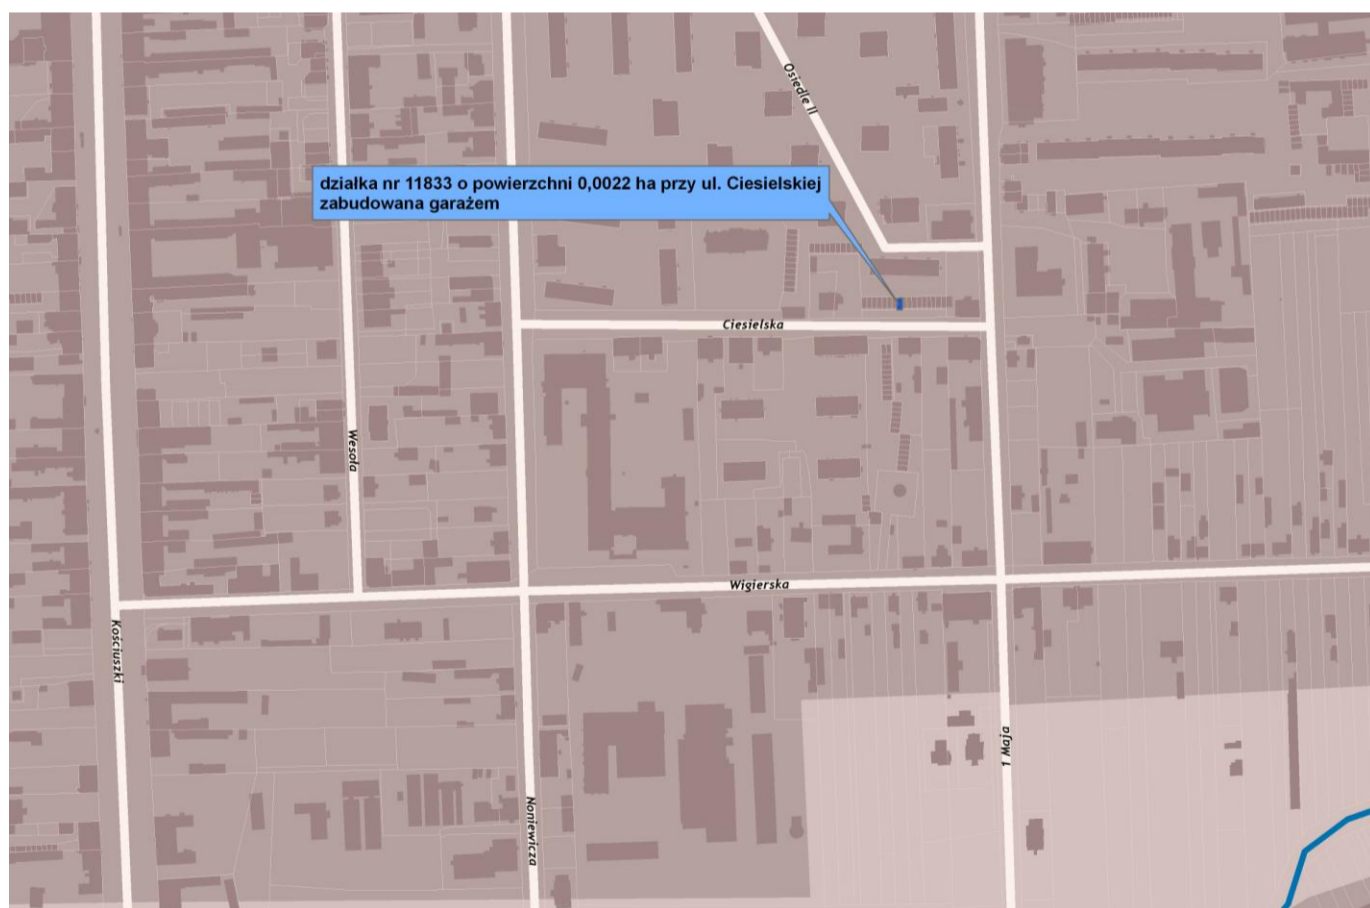 Osiedle II
działka nr 11833 o powierzchni 0,0022 ha przy ul. Ciesielskiej
zabudowana garażem
Ciesielska
Wesoła
Wigierska
Kościuszki
1 Maja
Noniewicza